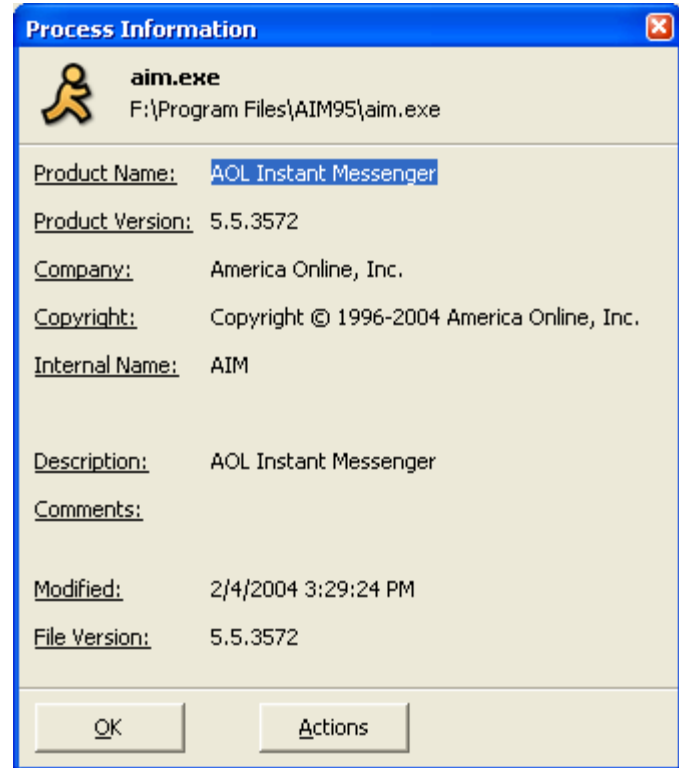 Process Information
aim.exe
F:\Program Files\AIM95\aim.exe
Product Name: AOL Instant Messenger
Product Version: 5.5.3572
Company: America Online, Inc.
Copyright: Copyright © 1996-2004 America Online, Inc.
Internal Name: AIM
Description: AOL Instant Messenger
Comments:
Modified: 2/4/2004 3:29:24 PM
File Version: 5.5.3572
OK Actions